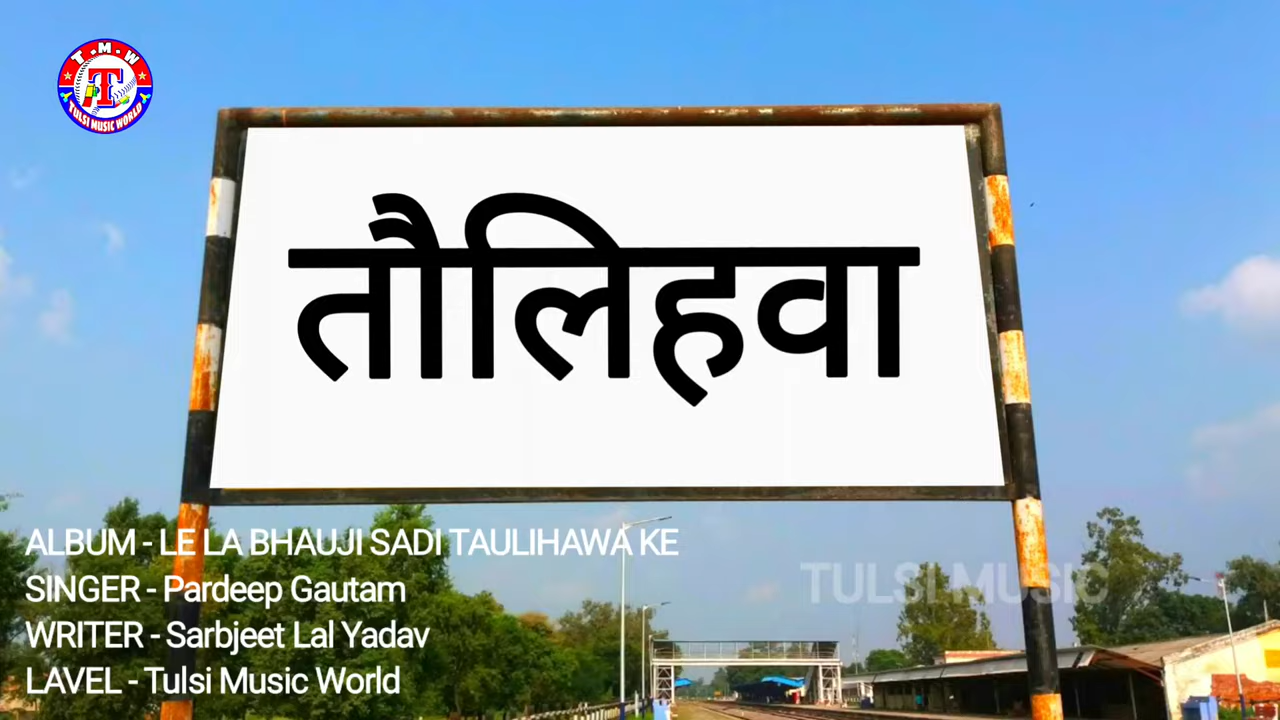 T.M.W
T
TULSI MUSIC WORLD
तौलिहवा
ALBUM - LE LA BHAUJI SADI TAULIHAWA KE
SINGER - Pardeep Gautam
TULSI MUSIC
WRITER - Sarbjeet Lal Yadav
LAVEL - Tulsi Music World